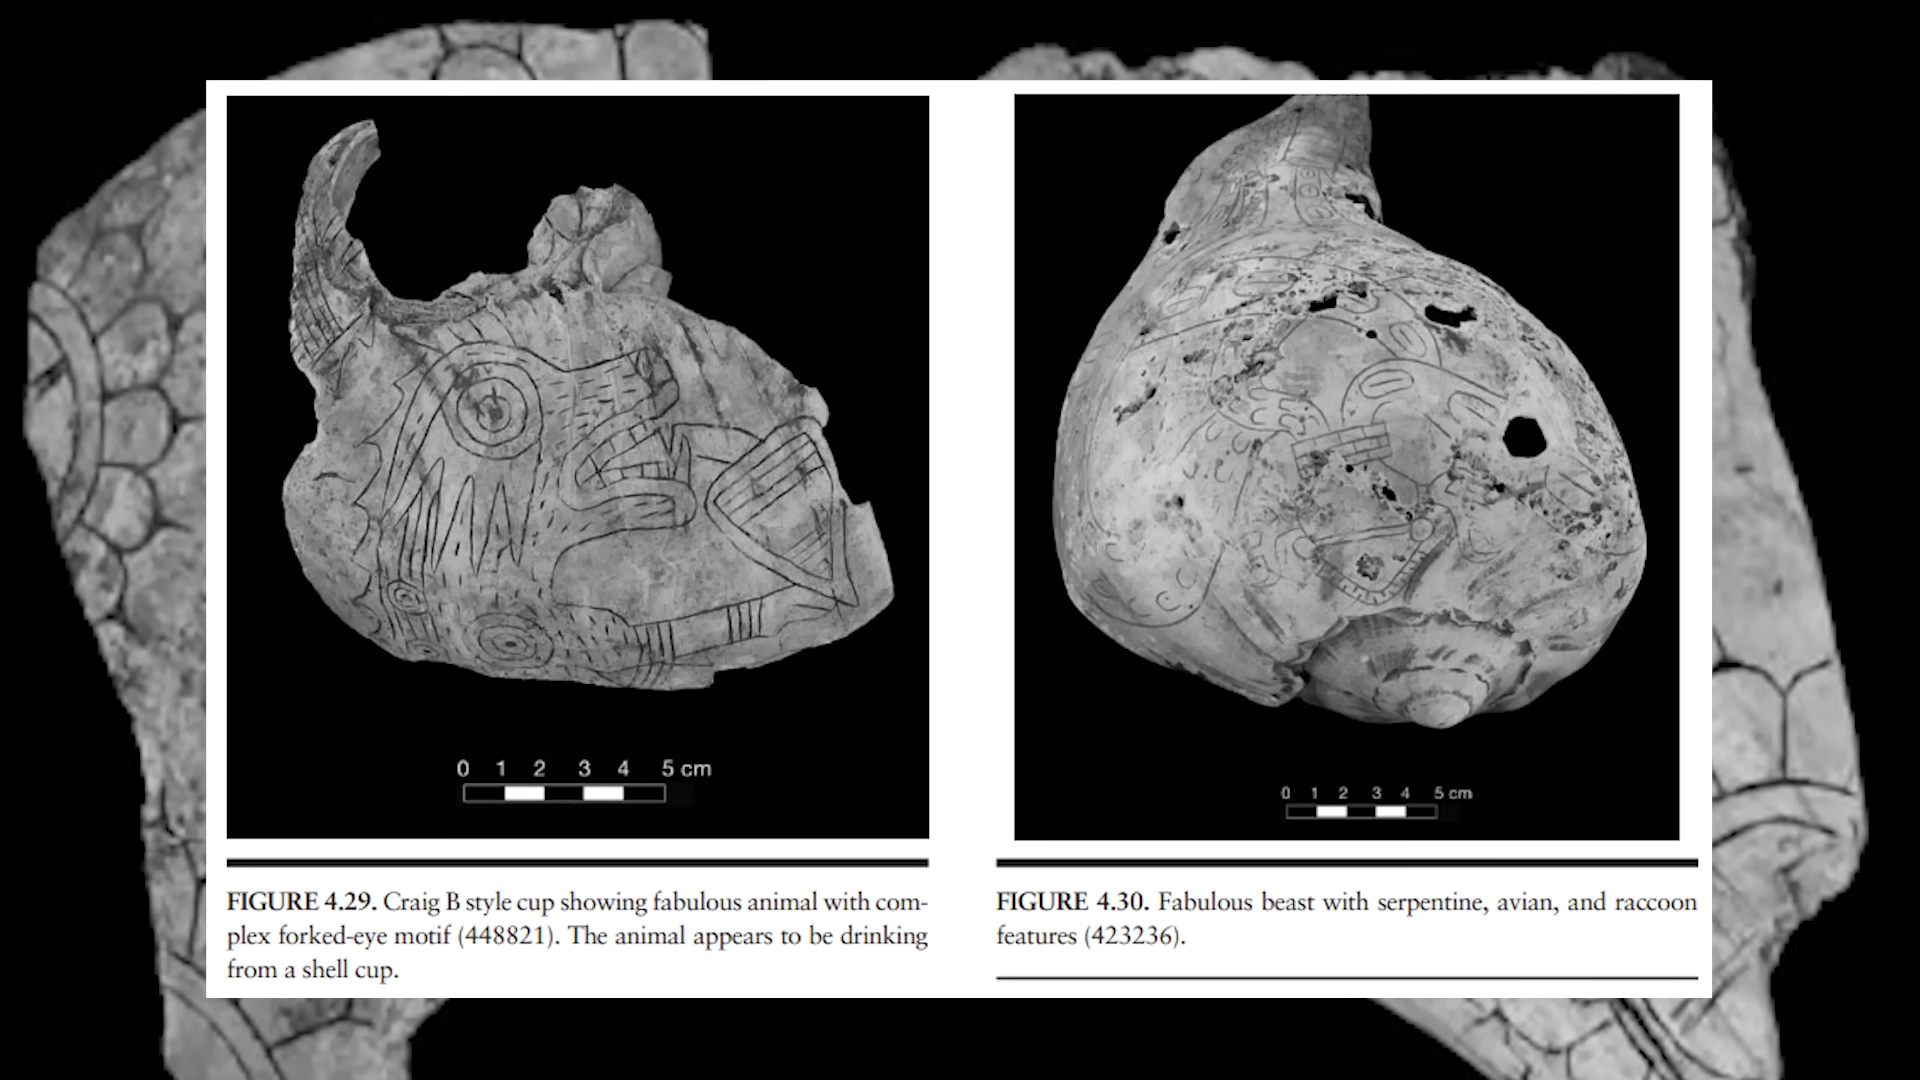 0 1 2 3 4 5 cm
FIGURE 4.29. Craig B style cup showing fabulous animal with com-
plex forked-eye motif (448821). The animal appears to be drinking
from a shell cup.
0 1 2 3 4 5 cm
FIGURE 4.30. Fabulous beast with serpentine, avian, and raccoon
features (423236).